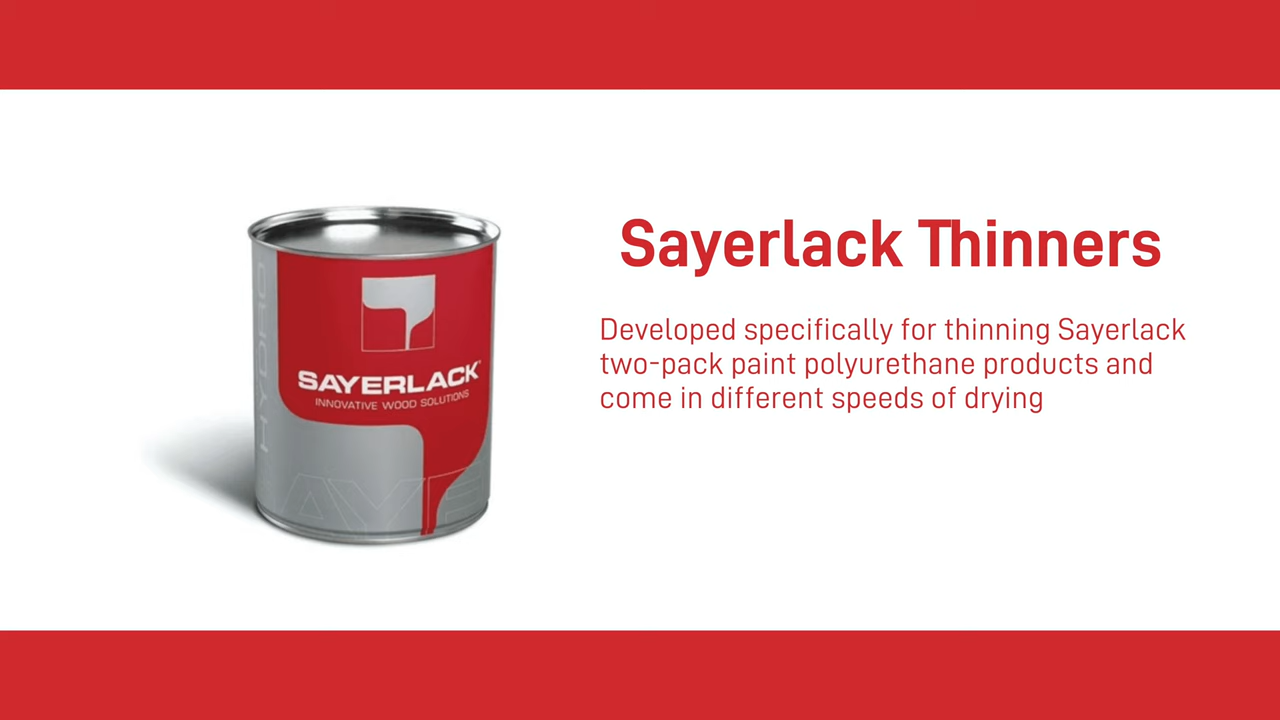 Sayerlack Thinners
Developed specifically for thinning Sayerlack
two-pack paint polyurethane products and
come in different speeds of drying
HYDRO
SAYERLACK
INNOVATIVE WOOD SOLUTIONS